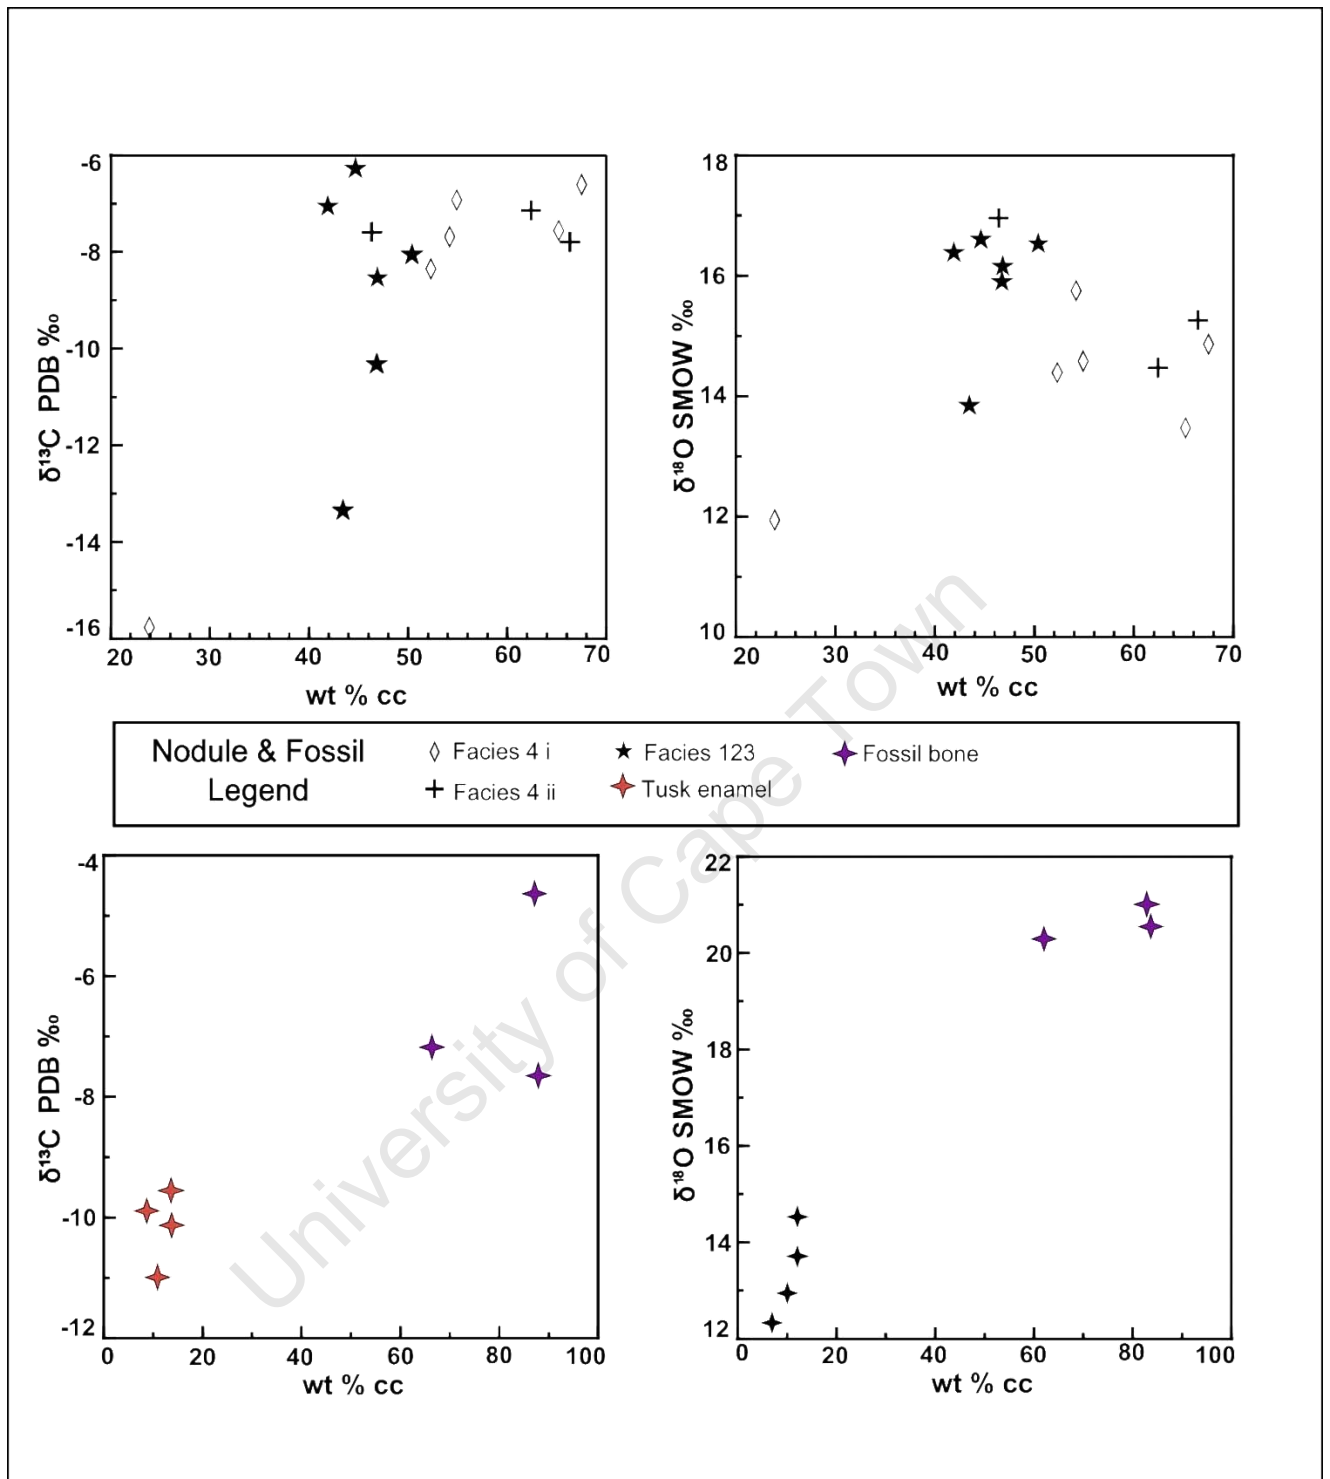 -6
-8
-10
-12
-14
-16
δ¹³C PDB ‰
20 30 40 50 60 70
wt % cc
18
16
14
12
10
δ¹⁸O SMOW ‰
20 30 40 50 60 70
wt % cc
Nodule & Fossil
Legend
Facies 4 i
Facies 123
Fossil bone
Facies 4 ii
Tusk enamel
-4
-6
-8
-10
-12
δ¹³C PDB ‰
0 20 40 60 80 100
wt % cc
22
20
18
16
14
12
δ¹⁸O SMOW ‰
0 20 40 60 80 100
wt % cc
University of Cape Town